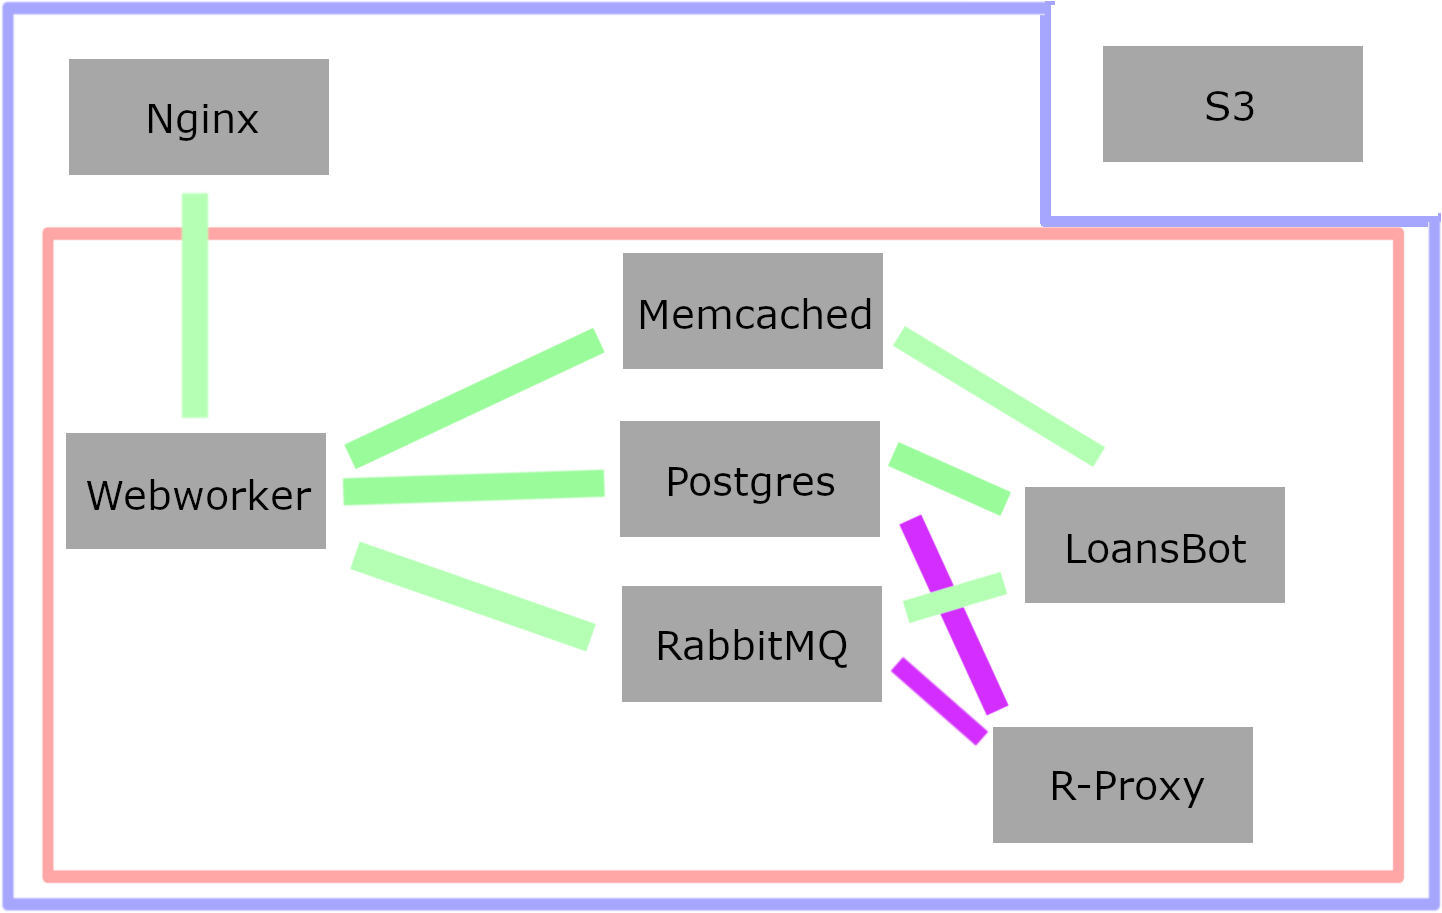 Nginx
S3
Memcached
Webworker
Postgres
LoansBot
RabbitMQ
R-Proxy